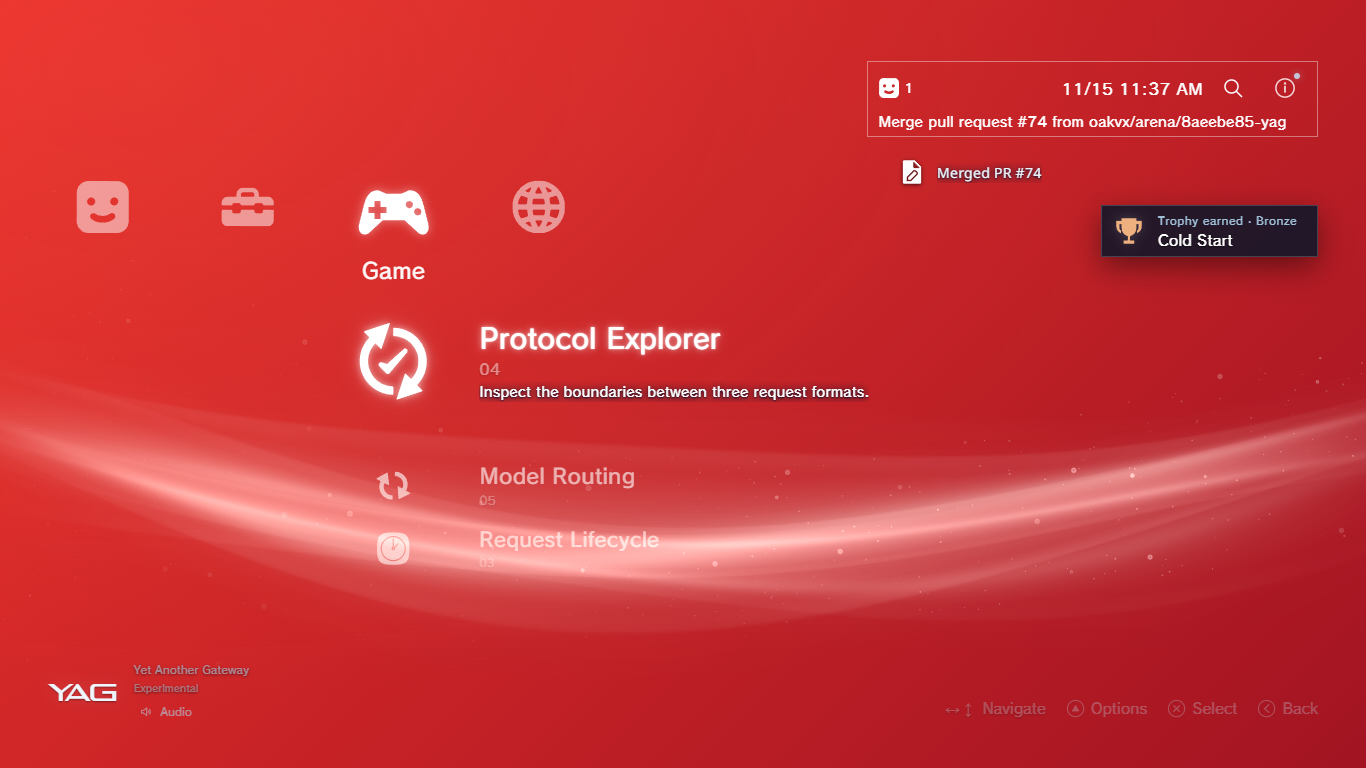 1
11/15 11:37 AM
Merge pull request #74 from oakvx/arena/8aeebe85-yag
Merged PR #74
Trophy earned · Bronze
Cold Start
Game
Protocol Explorer
04
Inspect the boundaries between three request formats.
Model Routing
05
Request Lifecycle
03
YAG
Yet Another Gateway
Experimental
Audio
Navigate
Options
Select
Back